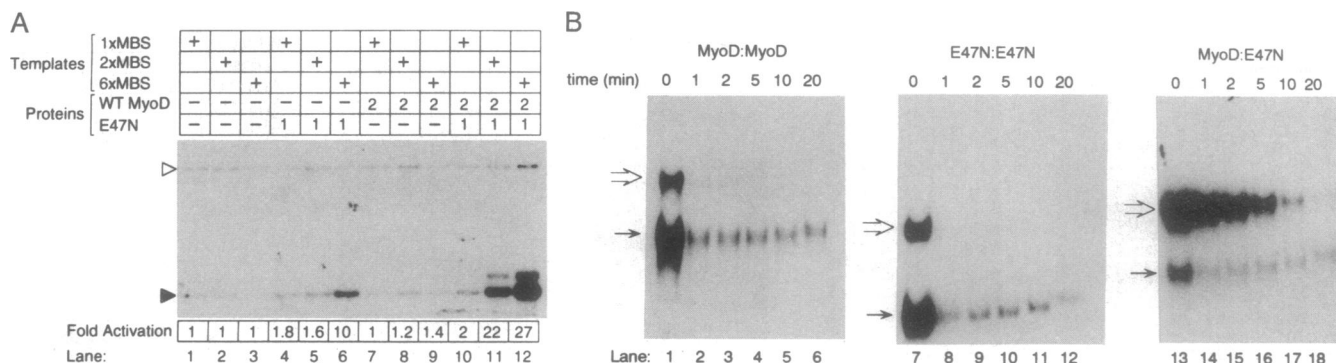 A
Templates
1xMBS + + + +
2xMBS + + + +
6xMBS + + + +
Proteins
WT MyoD – – – – – – 2 2 2 2 2 2
E47N – – – 1 1 1 – – – 1 1 1
Fold Activation 1 1 1 1.8 1.6 10 1 1.2 1.4 2 22 27
Lane: 1 2 3 4 5 6 7 8 9 10 11 12
B
MyoD:MyoD
E47N:E47N
MyoD:E47N
time (min) 0 1 2 5 10 20
0 1 2 5 10 20
0 1 2 5 10 20
Lane: 1 2 3 4 5 6
7 8 9 10 11 12
13 14 15 16 17 18